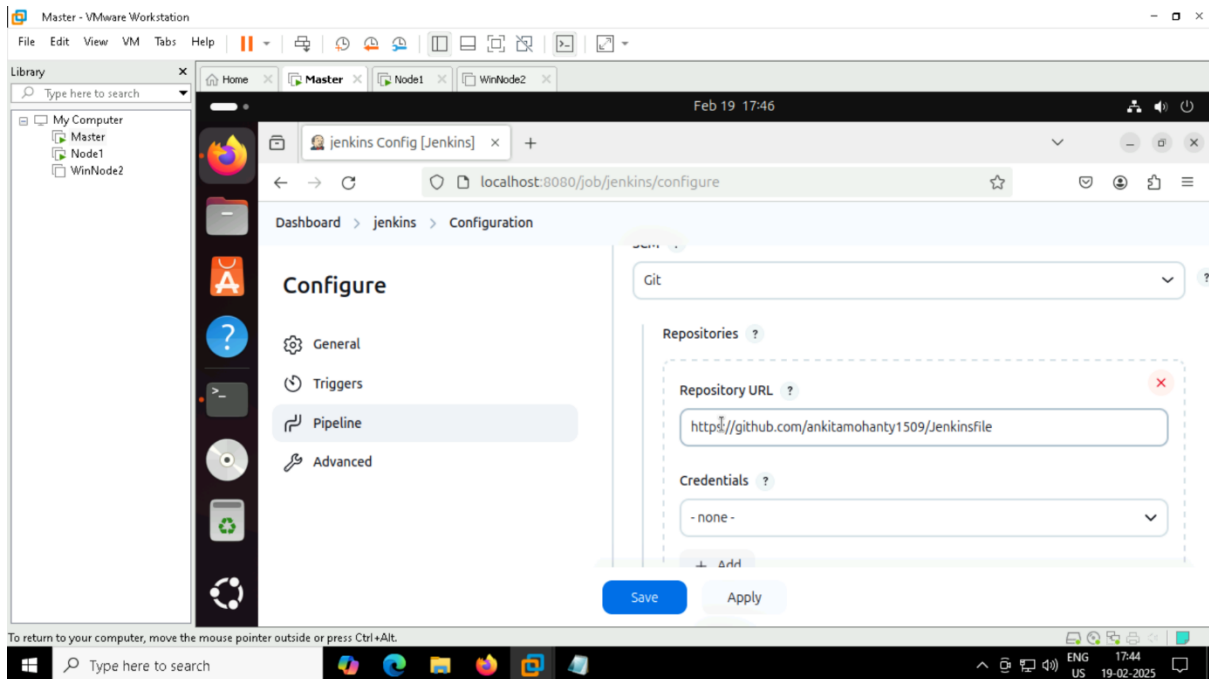 Master - VMware Workstation
File Edit View VM Tabs Help
Library
Type here to search
My Computer
Master
Node1
WinNode2
Home Master Node1 WinNode2
Feb 19 17:46
jenkins Config [Jenkins]
localhost:8080/job/jenkins/configure
Dashboard > jenkins > Configuration
Configure
General
Triggers
Pipeline
Advanced
SCM ?
Git
?
Repositories ?
Repository URL ?
https://github.com/ankitamohanty1509/Jenkinsfile
Credentials ?
- none -
+ Add
Save Apply
To return to your computer, move the mouse pointer outside or press Ctrl+Alt.
Type here to search
ENG
US
17:44
19-02-2025